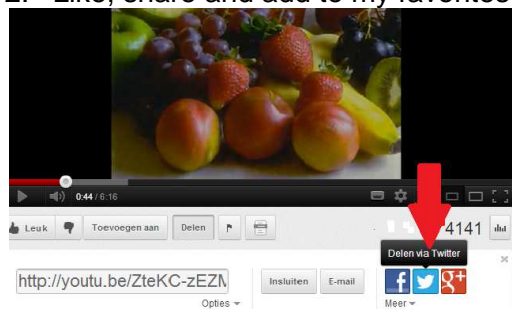 2. Like, share and add to my favorites
0:44 / 6:16
Leuk Toevoegen aan Delen 4141
Delen via Twitter
http://youtu.be/ZteKC-zEZM Insluiten E-mail f g+
Opties Meer